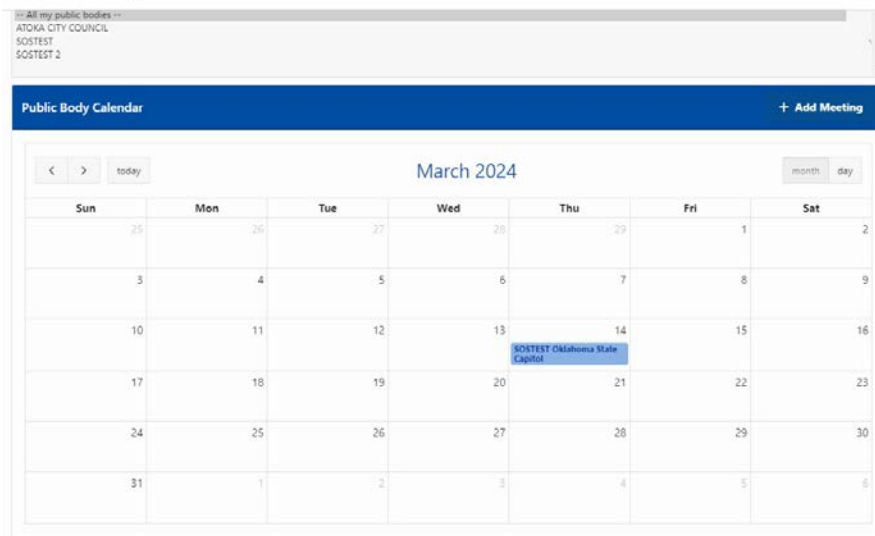 -- All my public bodies --
ATOKA CITY COUNCIL
SOSTEST
SOSTEST 2
Public Body Calendar + Add Meeting
< > today March 2024 month day
Sun Mon Tue Wed Thu Fri Sat
25 26 27 28 29 1 2
3 4 5 6 7 8 9
10 11 12 13 14 15 16
SOSTEST Oklahoma State
Capitol
17 18 19 20 21 22 23
24 25 26 27 28 29 30
31 1 2 3 4 5 6